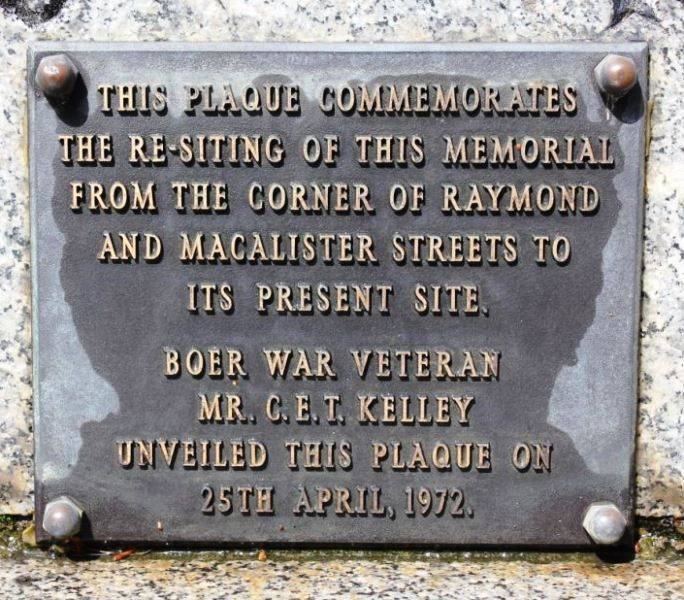 THIS PLAQUE COMMEMORATES
THE RE-SITING OF THIS MEMORIAL
FROM THE CORNER OF RAYMOND
AND MACALISTER STREETS TO
ITS PRESENT SITE.
BOER WAR VETERAN
MR. C.E.T. KELLEY
UNVEILED THIS PLAQUE ON
25TH APRIL, 1972.